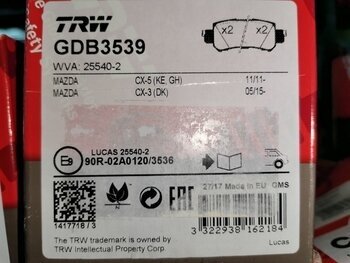 TRW
x2 x2
GDB3539
WVA: 25540-2
MAZDA CX-5 (KE, GH) 11/11-
MAZDA CX-3 (DK) 05/15-
LUCAS 25540-2
E9 90R-02A0120/3536
EAC
27/17 Made in EU GMS
1417718 / 3
3 322938 162184
The TRW trademark is owned by
TRW Intellectual Property Corp.
Lucas